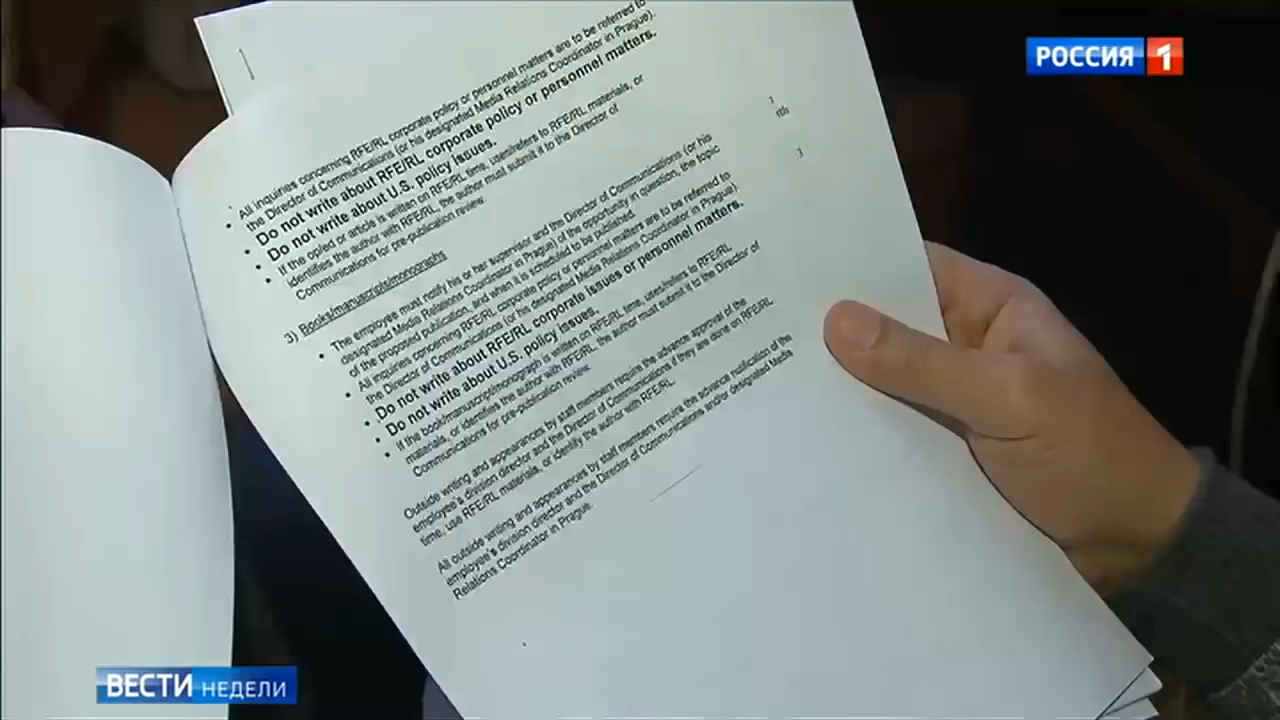 РОССИЯ 1
All inquiries concerning RFE/RL corporate policy or personnel matters are to be referred to
the Director of Communications (or his designated Media Relations Coordinator in Prague).
• Do not write about RFE/RL corporate policy or personnel matters.
• Do not write about U.S. policy issues.
• If the op/ed or article is written on RFE/RL time, uses/refers to RFE/RL materials, or
identifies the author with RFE/RL, the author must submit it to the Director of
Communications for pre-publication review.
3) Books/manuscripts/monographs
• The employee must notify his or her supervisor and the Director of Communications (or his
designated Media Relations Coordinator in Prague) of the opportunity in question, the topic
of the proposed publication, and when it is scheduled to be published.
• All inquiries concerning RFE/RL corporate policy or personnel matters are to be referred to
the Director of Communications (or his designated Media Relations Coordinator in Prague).
• Do not write about RFE/RL corporate issues or personnel matters.
• Do not write about U.S. policy issues.
• If the book/manuscript/monograph is written on RFE/RL time, uses/refers to RFE/RL
materials, or identifies the author with RFE/RL, the author must submit it to the Director of
Communications for pre-publication review.
Outside writing and appearances by staff members require the advance approval of the
employee's division director and the Director of Communications if they are done on RFE/RL
time, use RFE/RL materials, or identify the author with RFE/RL.
All outside writing and appearances by staff members require the advance notification of the
employee's division director and the Director of Communications and/or designated Media
Relations Coordinator in Prague.
ВЕСТИ НЕДЕЛИ